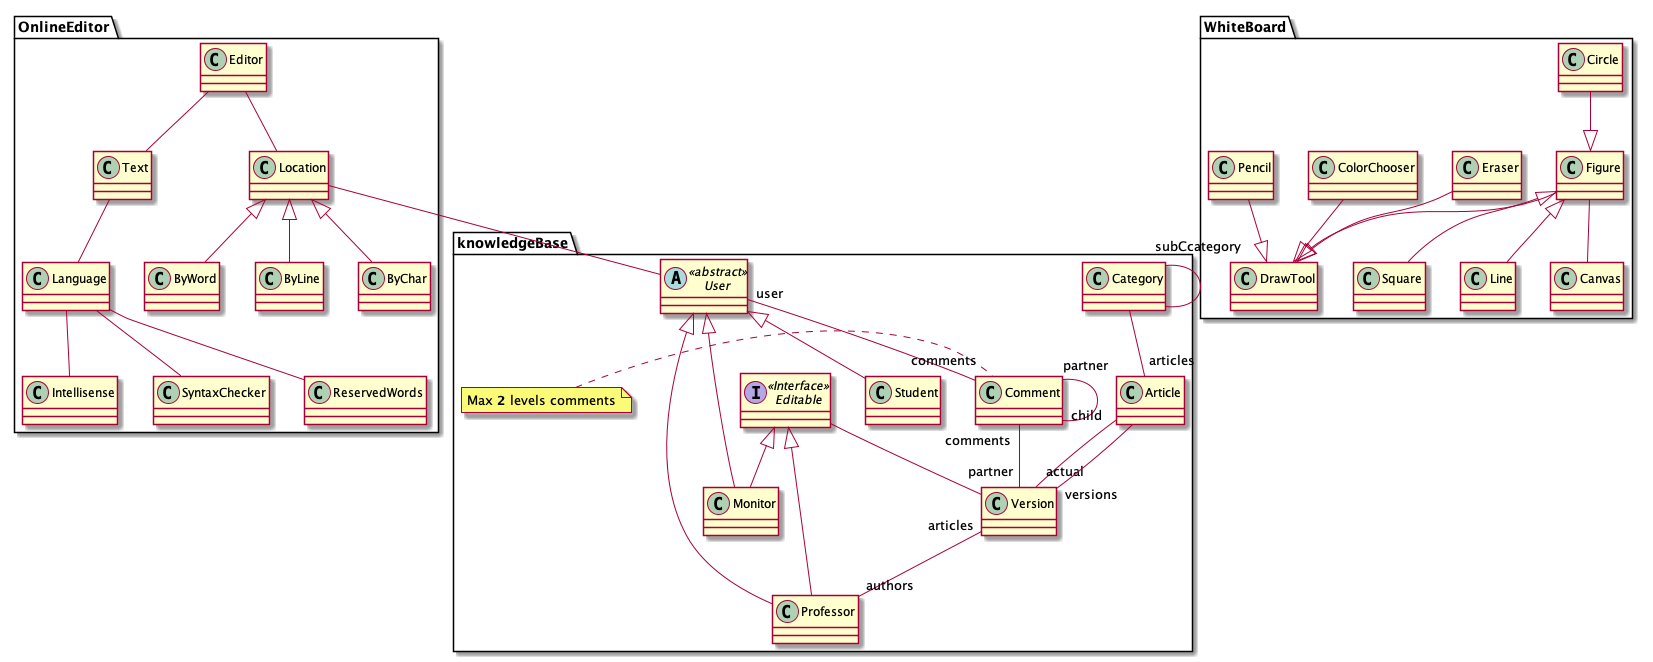 OnlineEditor
C Editor
C Text
C Location
C Language
C ByWord
C ByLine
C ByChar
C Intellisense
C SyntaxChecker
C ReservedWords
knowledgeBase
A «abstract»
User
user
C Category
subCcategory
articles
comments
partner
child
Max 2 levels comments
I «Interface»
Editable
C Student
C Comment
C Article
comments
partner
actual
versions
C Monitor
C Version
articles
authors
C Professor
WhiteBoard
C Circle
C Pencil
C ColorChooser
C Eraser
C Figure
C DrawTool
C Square
C Line
C Canvas